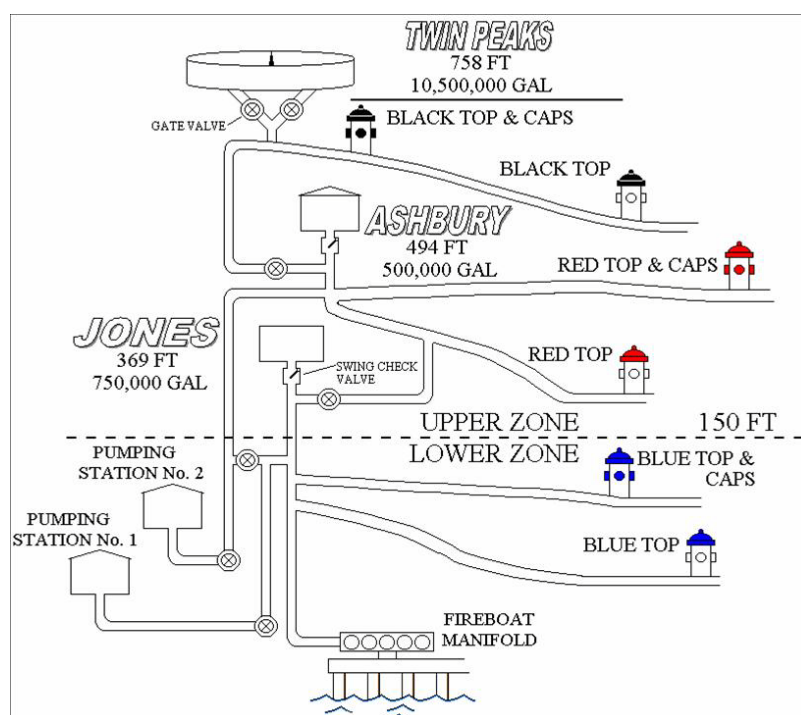 TWIN PEAKS
758 FT
10,500,000 GAL
GATE VALVE
BLACK TOP & CAPS
BLACK TOP
ASHBURY
494 FT
500,000 GAL
RED TOP & CAPS
JONES
369 FT
750,000 GAL
SWING CHECK
VALVE
RED TOP
UPPER ZONE
150 FT
LOWER ZONE
PUMPING
STATION No. 2
BLUE TOP &
CAPS
PUMPING
STATION No. 1
BLUE TOP
FIREBOAT
MANIFOLD